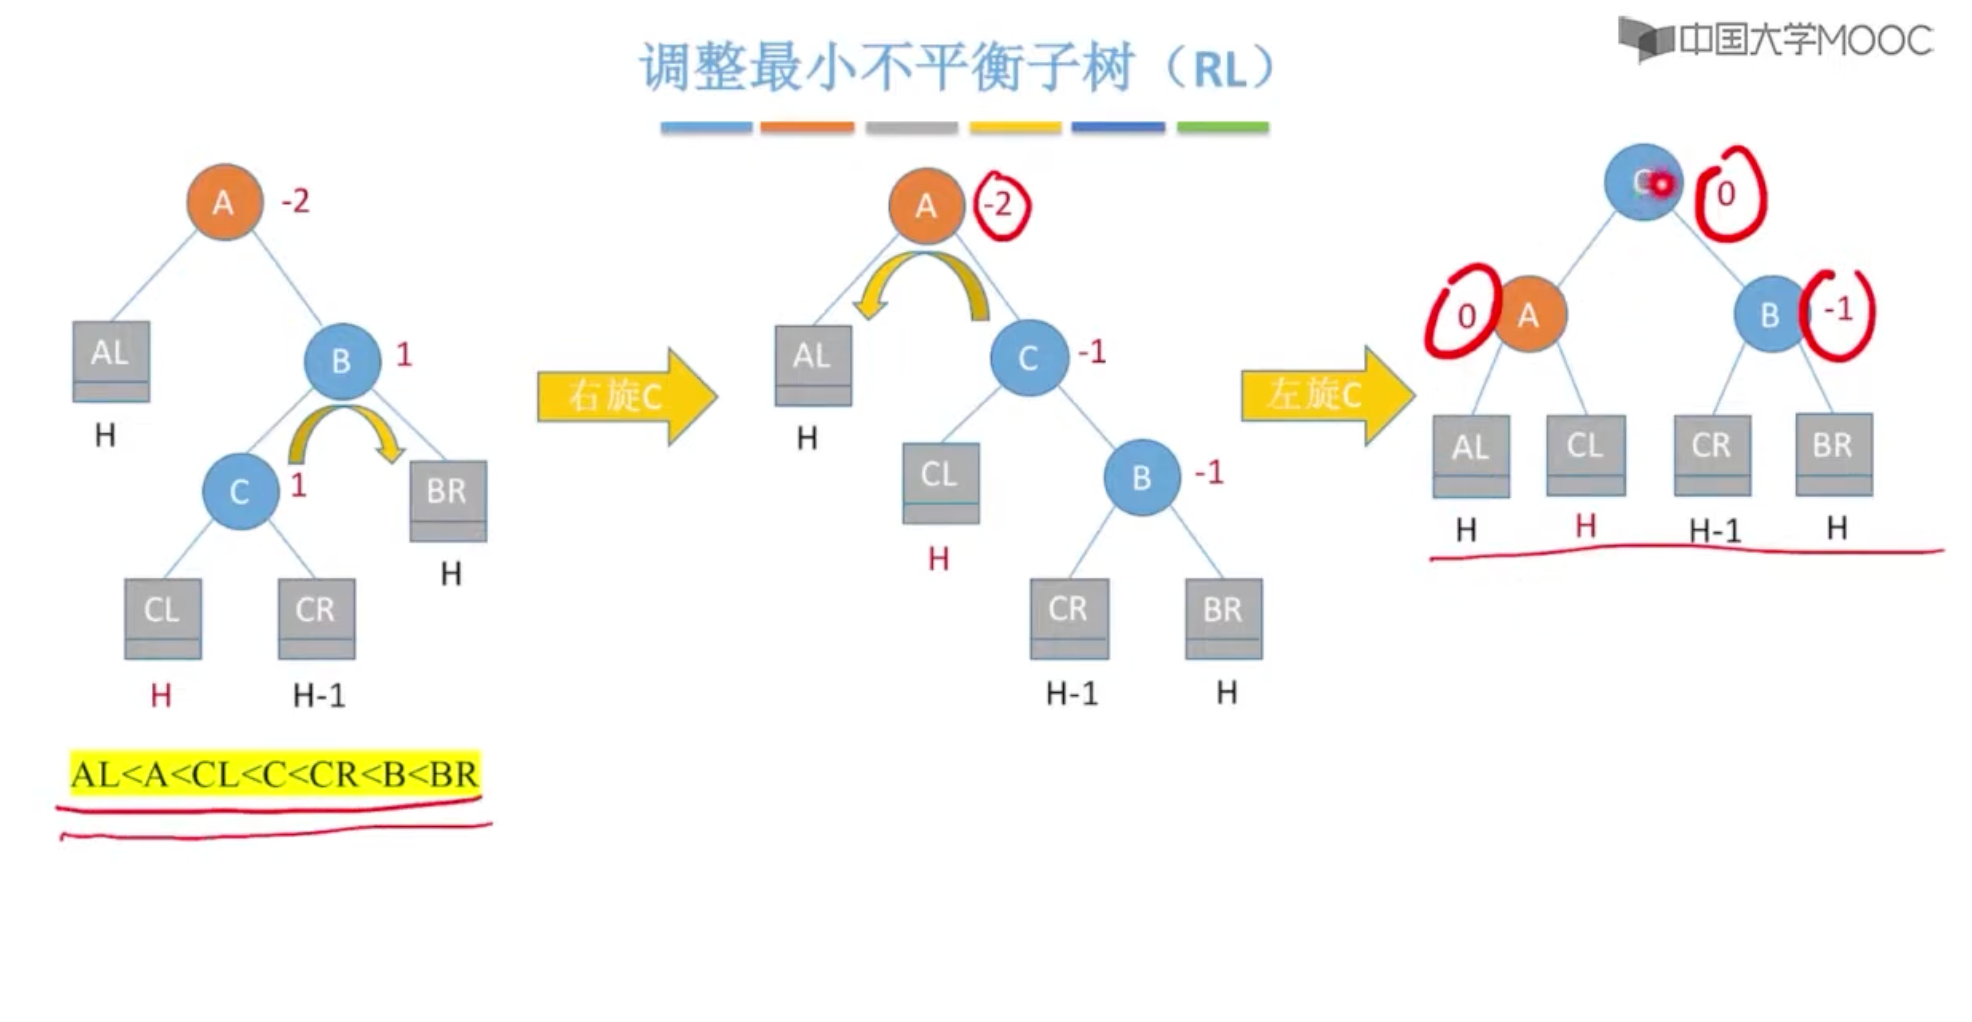 中国大学MOOC
调整最小不平衡子树（RL）
A -2
AL
H
B 1
C 1
BR
H
CL CR
H H-1
AL<A<CL<C<CR<B<BR
右旋C
A -2
AL
H
C -1
CL
H
B -1
CR BR
H-1 H
左旋C
C 0
0 A B -1
AL CL CR BR
H H H-1 H